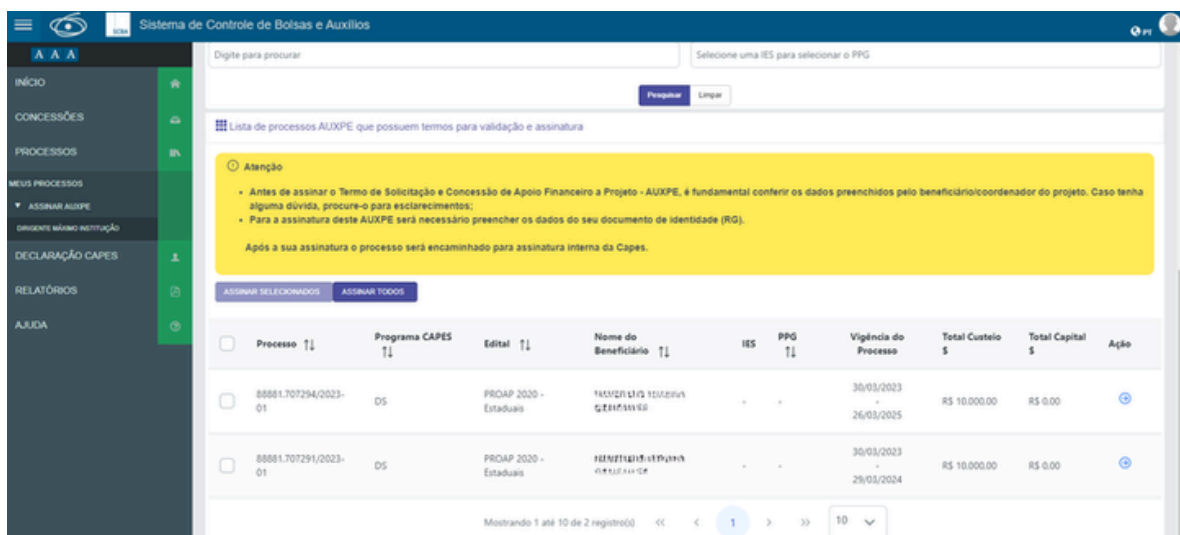 SCBA
Sistema de Controle de Bolsas e Auxílios
PT
A A A
INÍCIO
CONCESSÕES
PROCESSOS
MEUS PROCESSOS
ASSINAR AUXPE
DIRIGENTE MÁXIMO INSTITUIÇÃO
DECLARAÇÃO CAPES
RELATÓRIOS
AJUDA
Digite para procurar
Selecione uma IES para selecionar o PPG
Pesquisar Limpar
Lista de processos AUXPE que possuem termos para validação e assinatura
Atenção
• Antes de assinar o Termo de Solicitação e Concessão de Apoio Financeiro a Projeto - AUXPE, é fundamental conferir os dados preenchidos pelo beneficiário/coordenador do projeto. Caso tenha
alguma dúvida, procure-o para esclarecimentos;
• Para a assinatura deste AUXPE será necessário preencher os dados do seu documento de identidade (RG).
Após a sua assinatura o processo será encaminhado para assinatura interna da Capes.
ASSINAR SELECIONADOS ASSINAR TODOS
Processo Programa CAPES Edital Nome do Beneficiário IES PPG Vigência do Processo Total Custeio $ Total Capital $ Ação
88881.707294/2023-01 DS PROAP 2020 - Estaduais - - 30/03/2023 - 26/03/2025 R$ 10.000.00 R$ 0.00
88881.707291/2023-01 DS PROAP 2020 - Estaduais - - 30/03/2023 - 29/03/2024 R$ 10.000.00 R$ 0.00
Mostrando 1 até 10 de 2 registro(s) << < 1 > >> 10